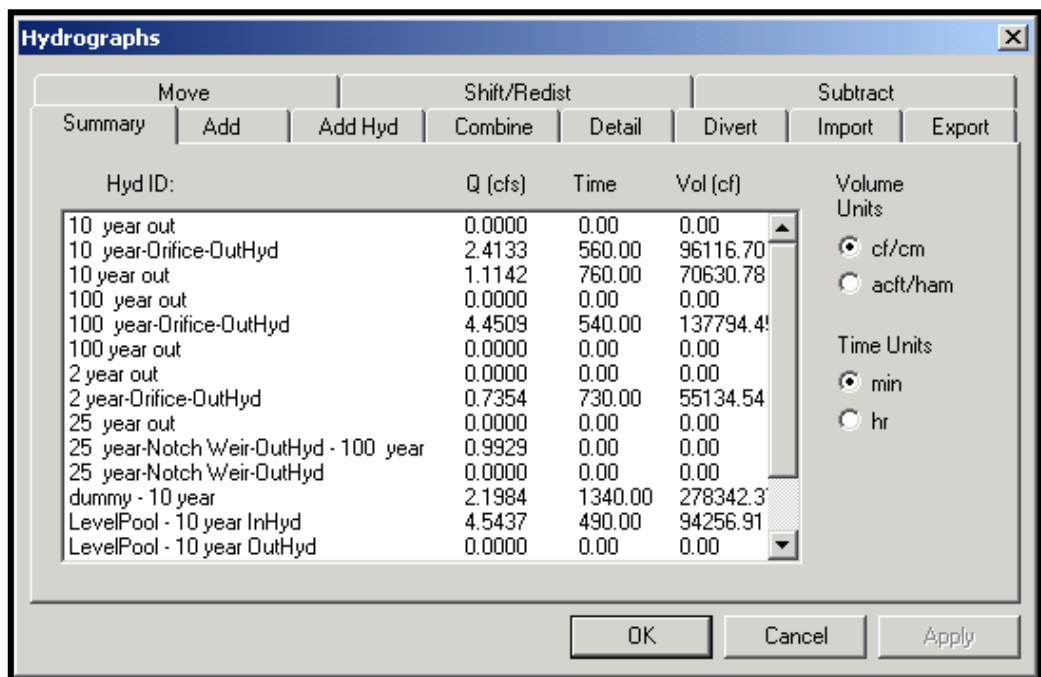 Hydrographs
Move Shift/Redist Subtract
Summary Add Add Hyd Combine Detail Divert Import Export
Hyd ID: Q (cfs) Time Vol (cf)
10  year out 0.0000 0.00 0.00
10  year-Orifice-OutHyd 2.4133 560.00 96116.70
10 year out 1.1142 760.00 70630.78
100  year out 0.0000 0.00 0.00
100  year-Orifice-OutHyd 4.4509 540.00 137794.4
100 year out 0.0000 0.00 0.00
2 year out 0.0000 0.00 0.00
2 year-Orifice-OutHyd 0.7354 730.00 55134.54
25  year out 0.0000 0.00 0.00
25  year-Notch Weir-OutHyd - 100  year 0.9929 0.00 0.00
25  year-Notch Weir-OutHyd 0.0000 0.00 0.00
dummy - 10 year 2.1984 1340.00 278342.3
LevelPool - 10 year InHyd 4.5437 490.00 94256.91
LevelPool - 10 year OutHyd 0.0000 0.00 0.00
Volume
Units
cf/cm
acft/ham
Time Units
min
hr
OK Cancel Apply